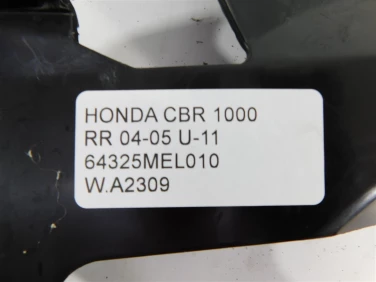 HONDA CBR 1000
RR 04-05 U-11
64325MEL010
W.A2309